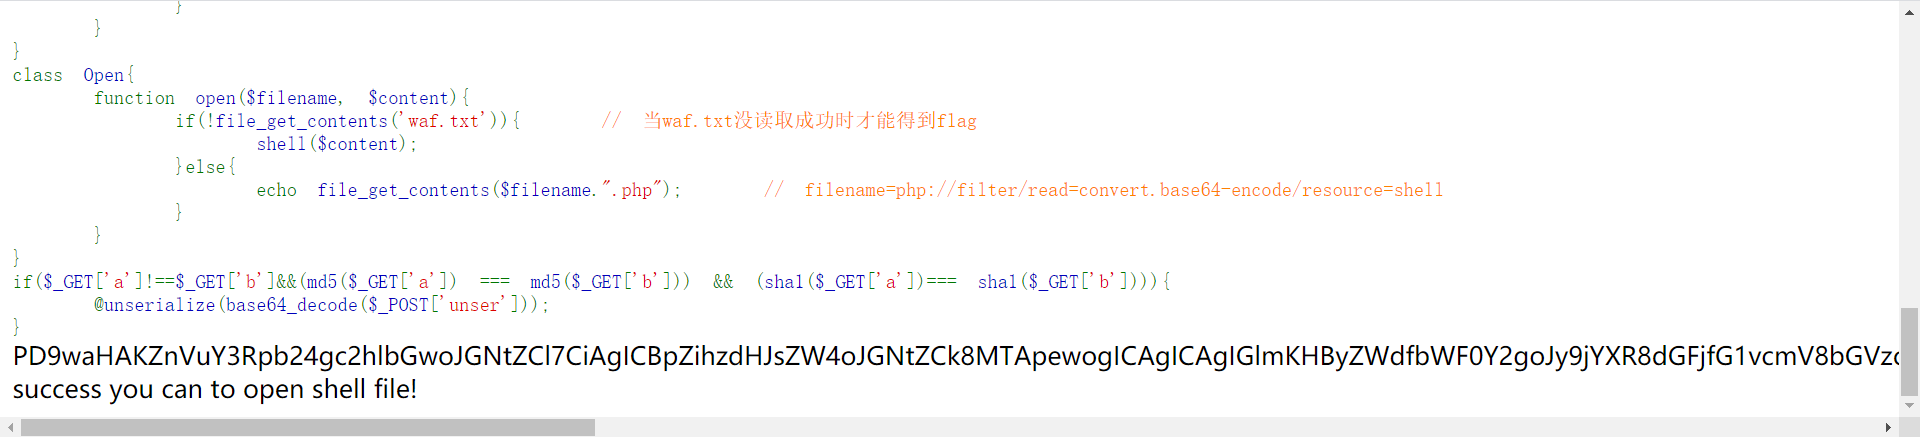 }
}
}
class Open{
function open($filename, $content){
if(!file_get_contents('waf.txt')){ // 当waf.txt没读取成功时才能得到flag
shell($content);
}else{
echo file_get_contents($filename.".php"); // filename=php://filter/read=convert.base64-encode/resource=shell
}
}
}
if($_GET['a']!==$_GET['b']&&(md5($_GET['a']) === md5($_GET['b'])) && (sha1($_GET['a'])=== sha1($_GET['b']))){
@unserialize(base64_decode($_POST['unser']));
}
PD9waHAKZnVuY3Rpb24gc2hlbGwoJGNtZCl7CiAgICBpZihzdHJsZW4oJGNtZCk8MTApewogICAgICAgIGlmKHByZWdfbWF0Y2goJy9jYXR8dGFjfG1vcmV8bGVzc
success you can to open shell file!